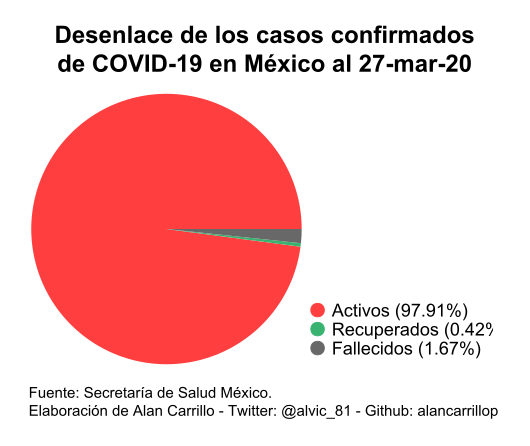 Desenlace de los casos confirmados
de COVID-19 en México al 27-mar-20
Activos (97.91%)
Recuperados (0.42%
Fallecidos (1.67%)
Fuente: Secretaría de Salud México.
Elaboración de Alan Carrillo - Twitter: @alvic_81 - Github: alancarrillop